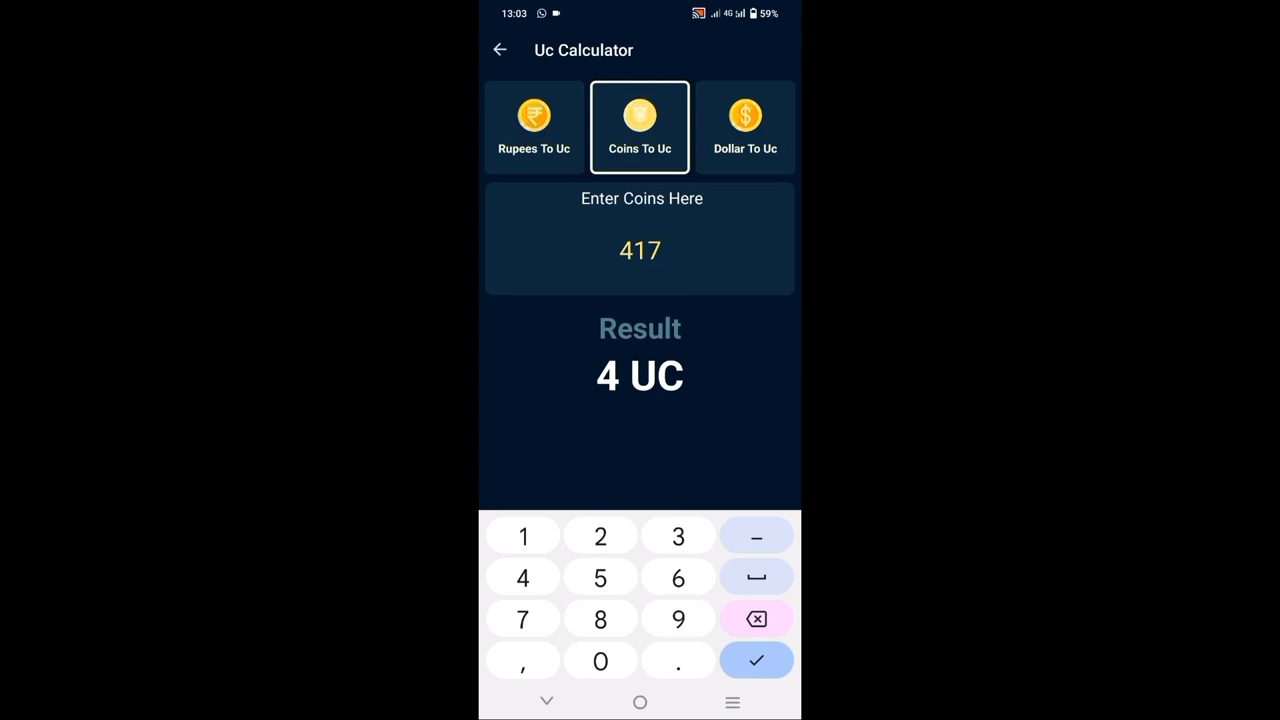 13:03 4G 59%
Uc Calculator
Rupees To Uc Coins To Uc Dollar To Uc
Enter Coins Here
417
Result
4 UC
1 2 3 –
4 5 6
7 8 9
, 0 .